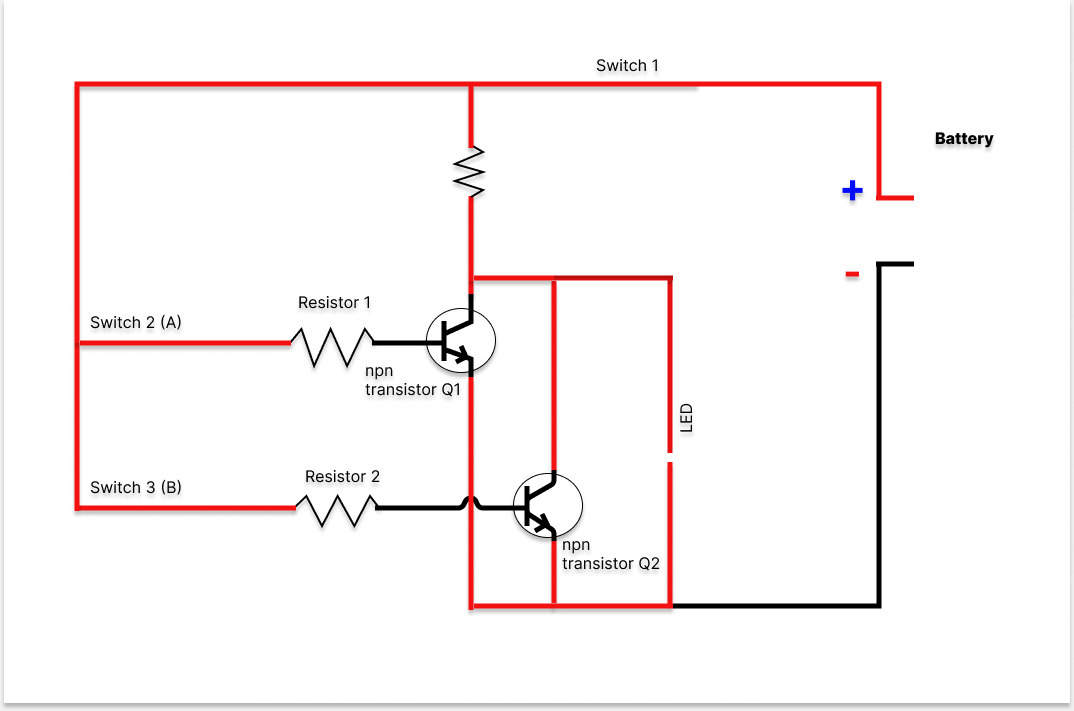 Switch 1
Battery
+
-
Resistor 1
Switch 2 (A)
npn
transistor Q1
LED
Resistor 2
Switch 3 (B)
npn
transistor Q2